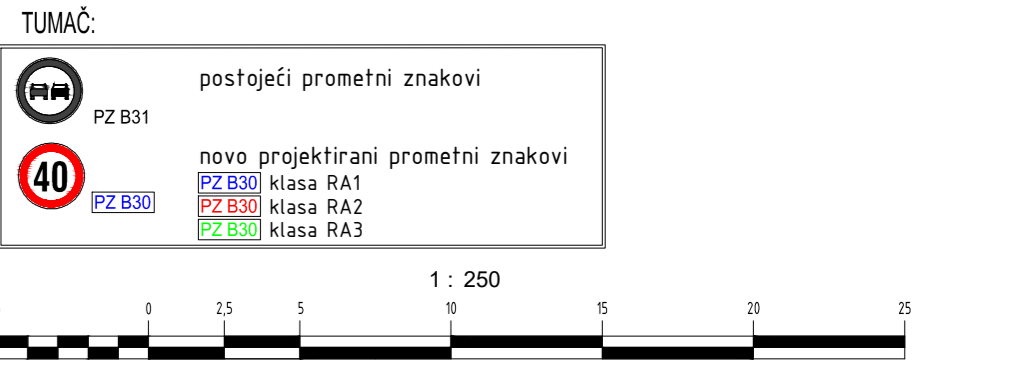 TUMAČ:
postojeći prometni znakovi
PZ B31
40
PZ B30
novo projektirani prometni znakovi
PZ B30 klasa RA1
PZ B30 klasa RA2
PZ B30 klasa RA3
1 : 250
0 2,5 5 10 15 20 25